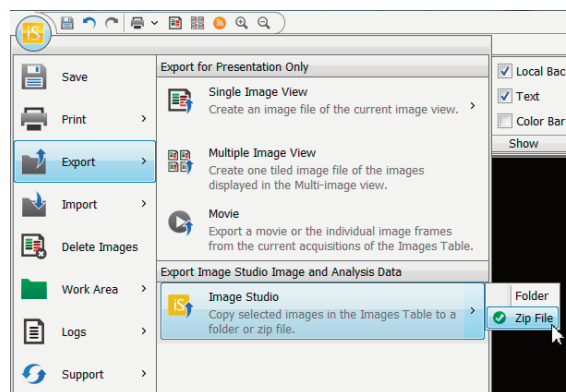 iS
Save
Print
Export
Import
Delete Images
Work Area
Logs
Support
Export for Presentation Only
Single Image View
Create an image file of the current image view.
Multiple Image View
Create one tiled image file of the images
displayed in the Multi-image view.
Movie
Export a movie or the individual image frames
from the current acquisitions of the Images Table.
Export Image Studio Image and Analysis Data
iS
Image Studio
Copy selected images in the Images Table to a
folder or zip file.
Folder
Zip File
Local Bac
Text
Color Bar
Show